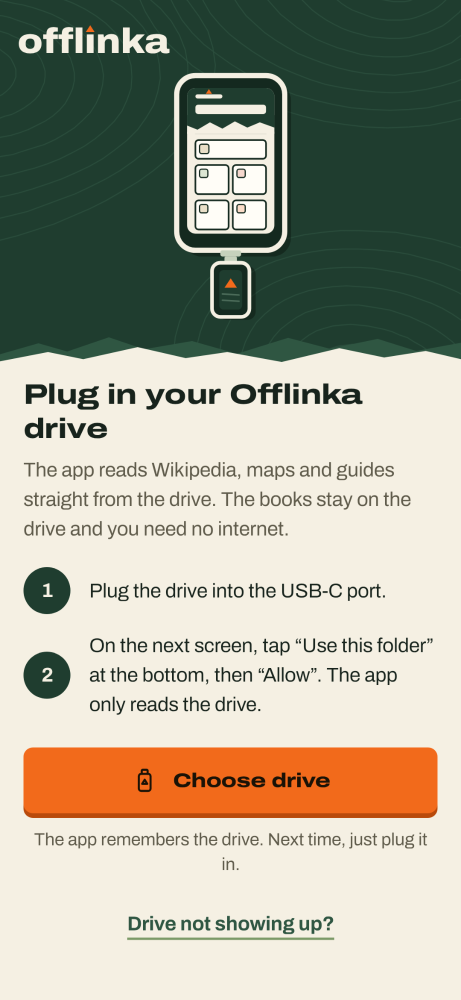 offlinka
Plug in your Offlinka
drive
The app reads Wikipedia, maps and guides
straight from the drive. The books stay on the
drive and you need no internet.
1
Plug the drive into the USB-C port.
On the next screen, tap “Use this folder”
2
at the bottom, then “Allow”. The app
only reads the drive.
Choose drive
The app remembers the drive. Next time, just plug it
in.
Drive not showing up?